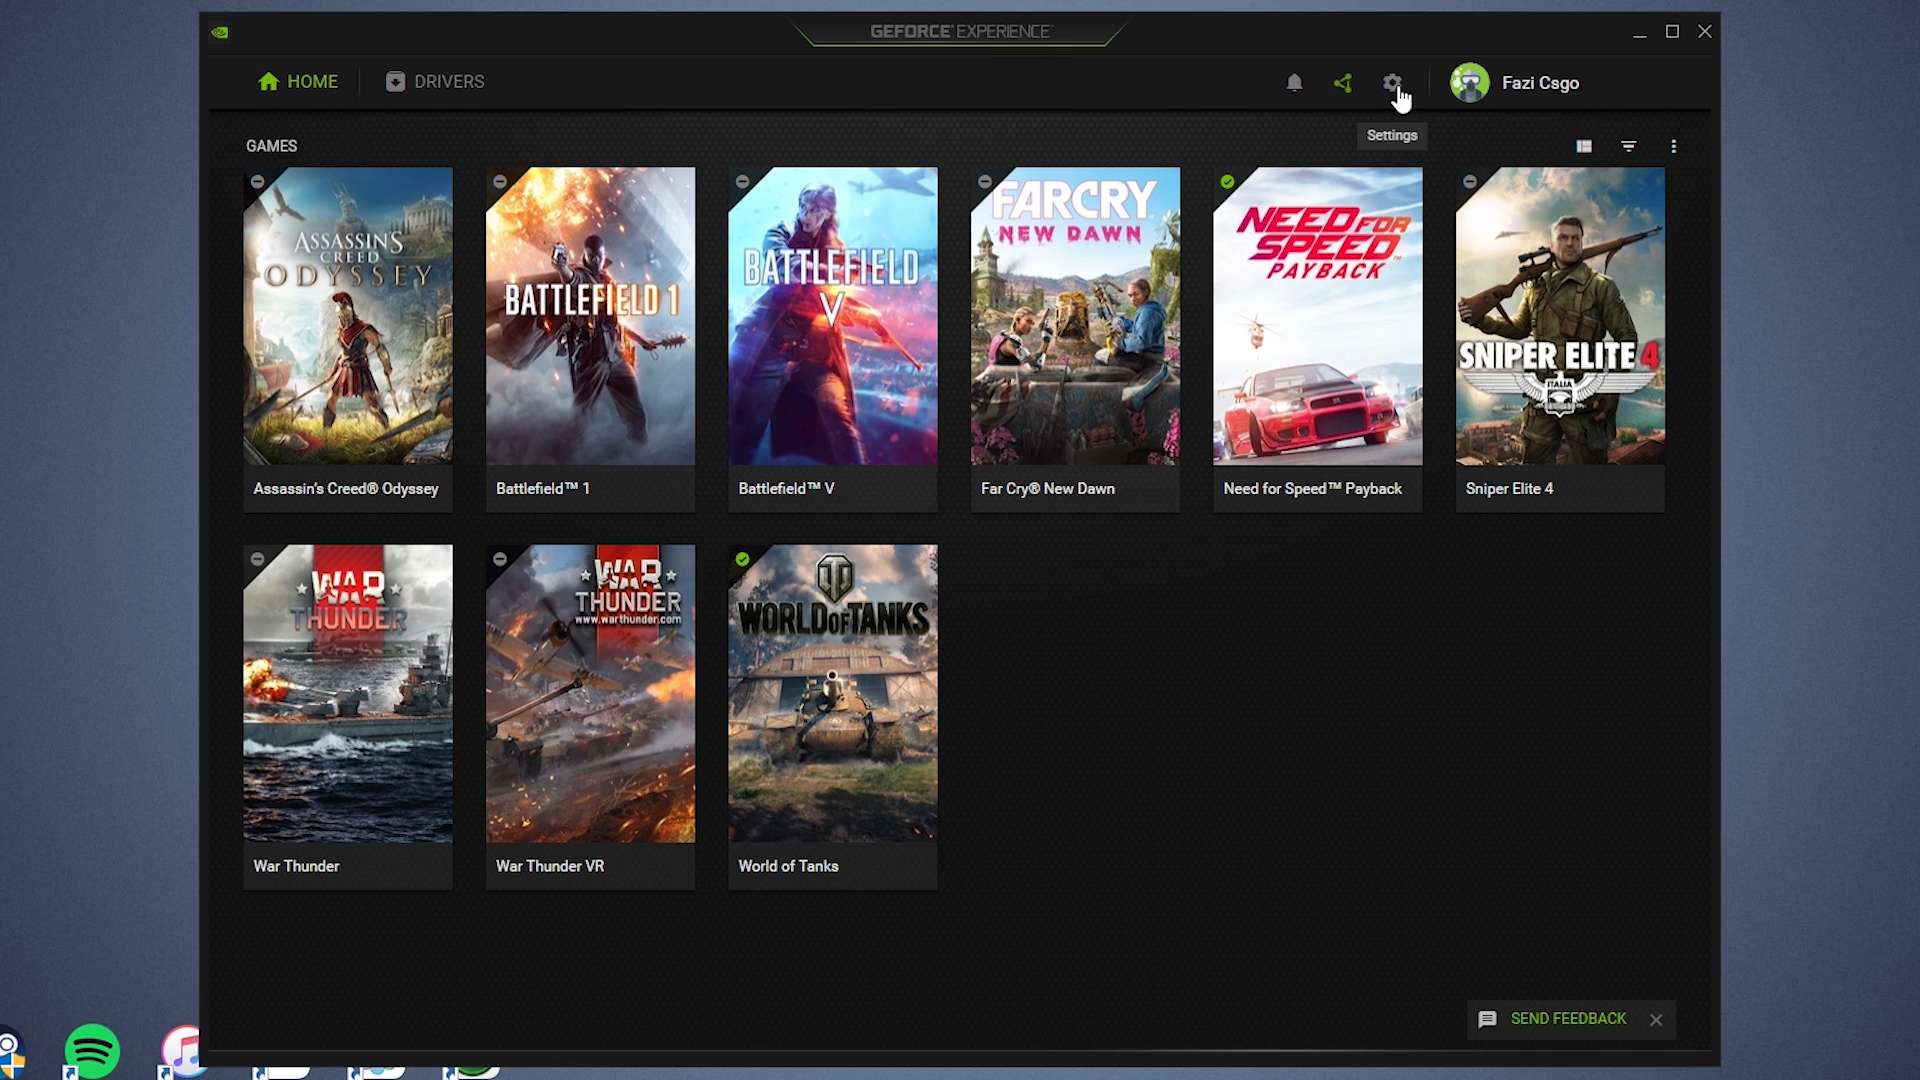 GEFORCE® EXPERIENCE™
HOME
DRIVERS
Fazi Csgo
Settings
GAMES
ASSASSIN'S
CREED
ODYSSEY
BATTLEFIELD 1
BATTLEFIELD
V
FARCRY
NEW DAWN
NEED FOR
SPEED™
PAYBACK
SNIPER ELITE 4
ITALIA
Assassin's Creed® Odyssey
Battlefield™ 1
Battlefield™ V
Far Cry® New Dawn
Need for Speed™ Payback
Sniper Elite 4
WAR
THUNDER
WAR
THUNDER
www.warthunder.com
WORLD OF TANKS
War Thunder
War Thunder VR
World of Tanks
SEND FEEDBACK